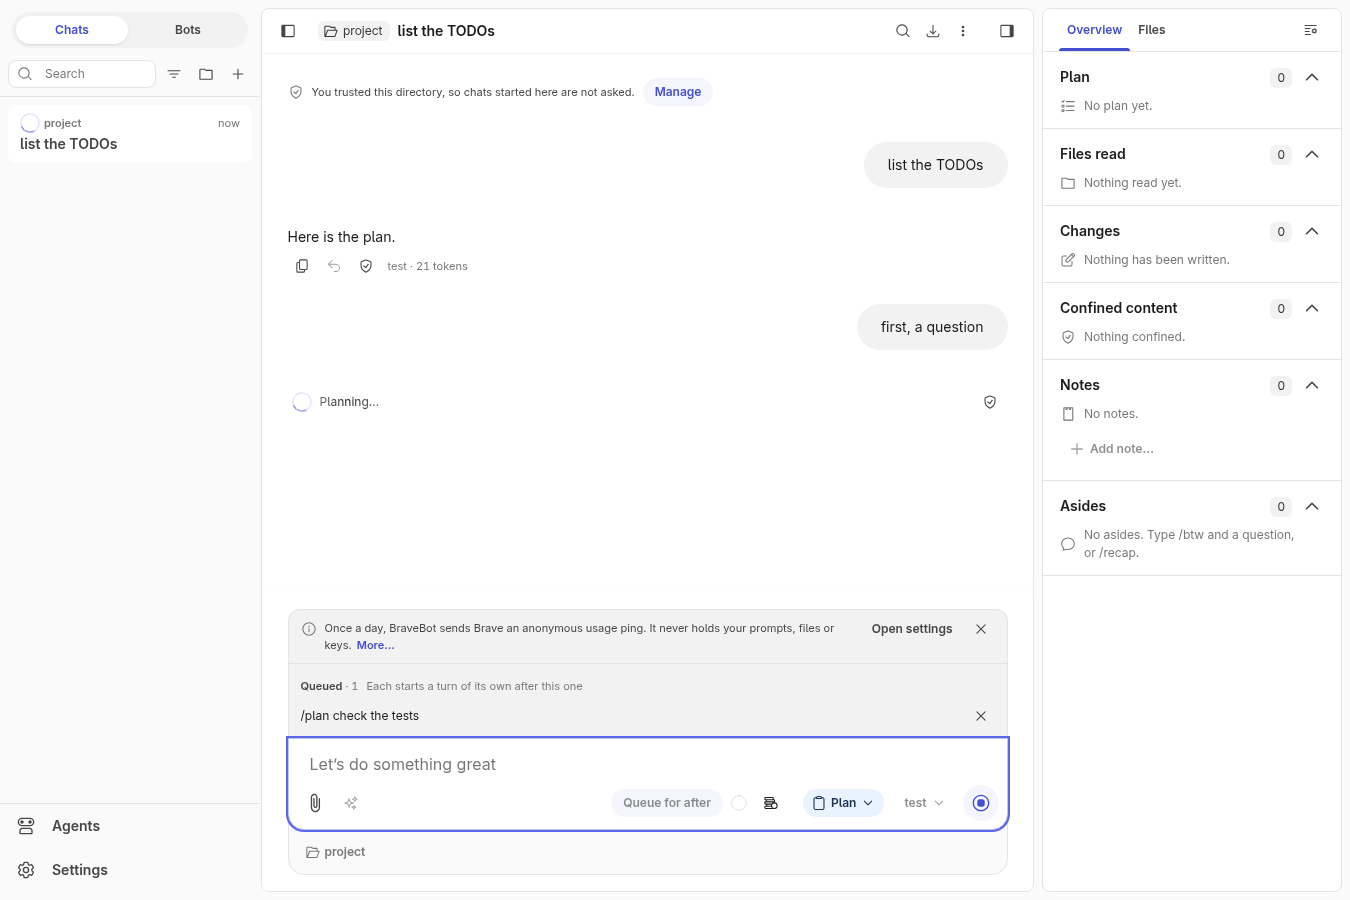 Chats
Bots
Search
project
now
list the TODOs
Agents
Settings
project
list the TODOs
You trusted this directory, so chats started here are not asked.
Manage
list the TODOs
Here is the plan.
test · 21 tokens
first, a question
Planning...
Once a day, BraveBot sends Brave an anonymous usage ping. It never holds your prompts, files or
keys. More...
Open settings
Queued · 1 Each starts a turn of its own after this one
/plan check the tests
Let’s do something great
Queue for after
Plan
test
project
Overview
Files
Plan
0
No plan yet.
Files read
0
Nothing read yet.
Changes
0
Nothing has been written.
Confined content
0
Nothing confined.
Notes
0
No notes.
Add note...
Asides
0
No asides. Type /btw and a question,
or /recap.